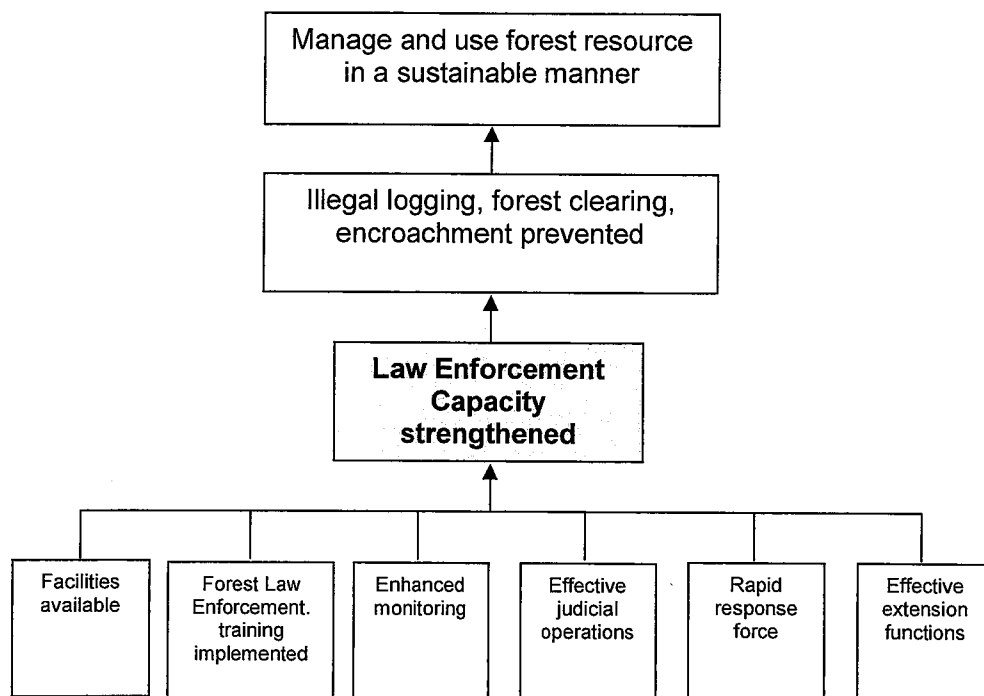 Manage and use forest resource
in a sustainable manner
Illegal logging, forest clearing,
encroachment prevented
Law Enforcement
Capacity
strengthened
Facilities
available
Forest Law
Enforcement.
training
implemented
Enhanced
monitoring
Effective
judicial
operations
Rapid
response
force
Effective
extension
functions